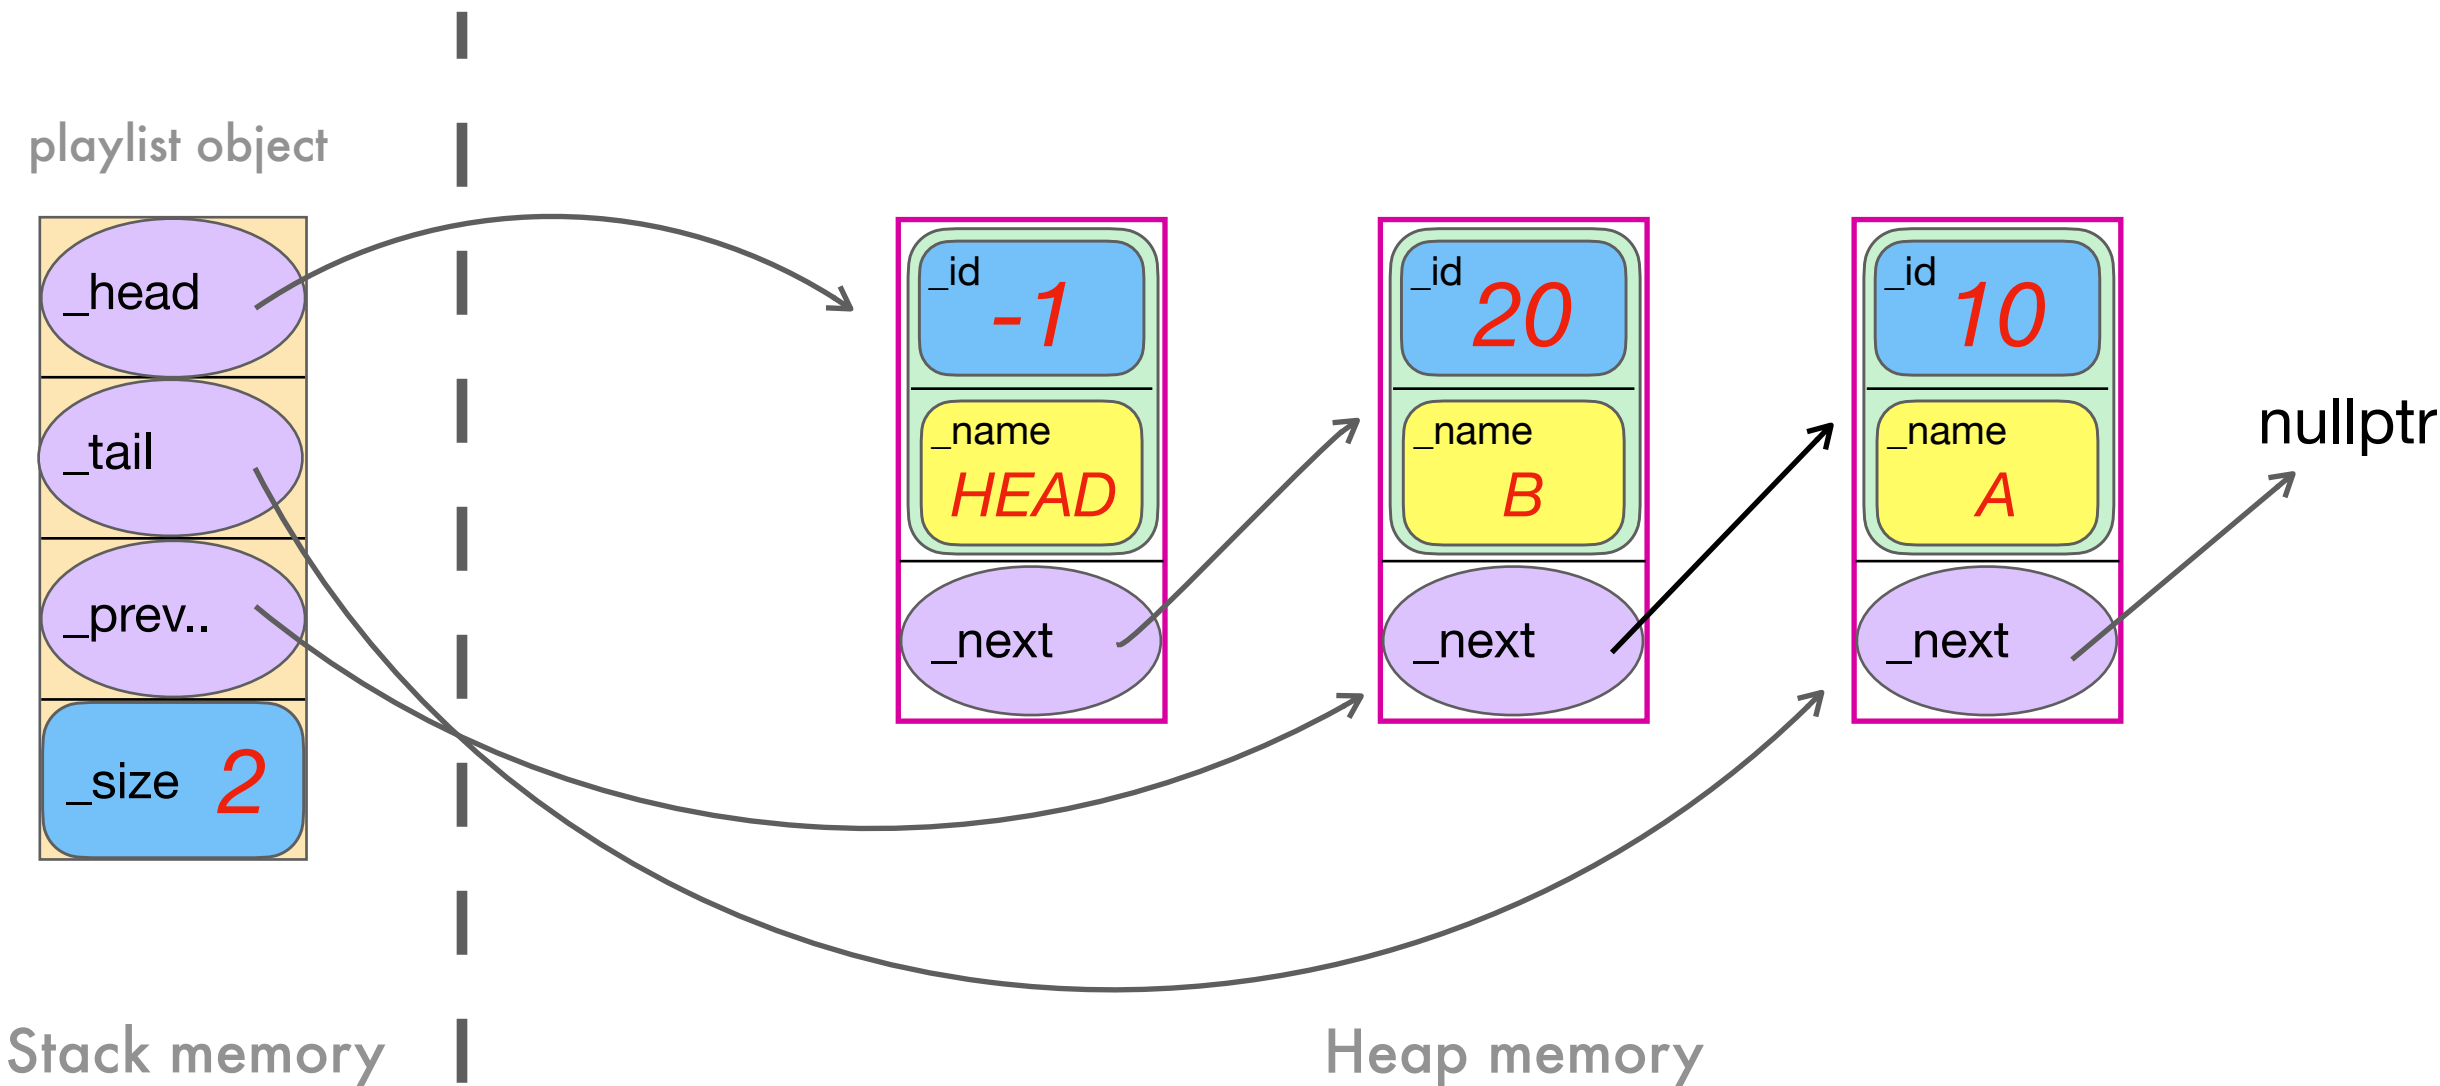 playlist object
_head
_tail
_prev..
_size 2
_id -1
_name
HEAD
_next
_id 20
_name
B
_next
_id 10
_name
A
_next
nullptr
Stack memory
Heap memory